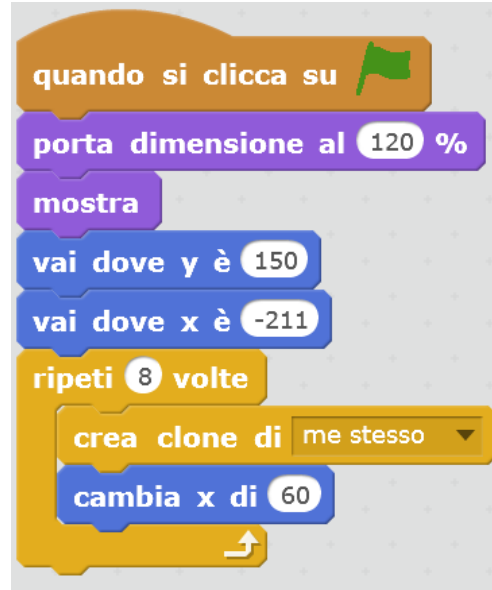 quando si clicca su
porta dimensione al 120 %
mostra
vai dove y è 150
vai dove x è -211
ripeti 8 volte
crea clone di me stesso
cambia x di 60